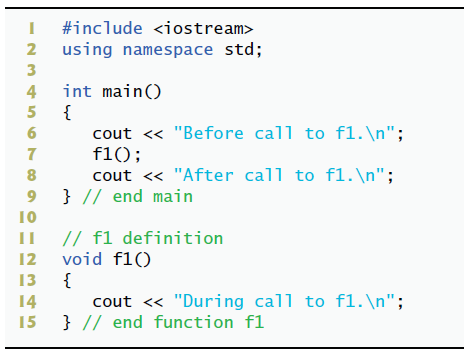 1 #include <iostream>
2 using namespace std;
3
4 int main()
5 {
6 cout << "Before call to f1.\n";
7 f1();
8 cout << "After call to f1.\n";
9 } // end main
10
11 // f1 definition
12 void f1()
13 {
14 cout << "During call to f1.\n";
15 } // end function f1